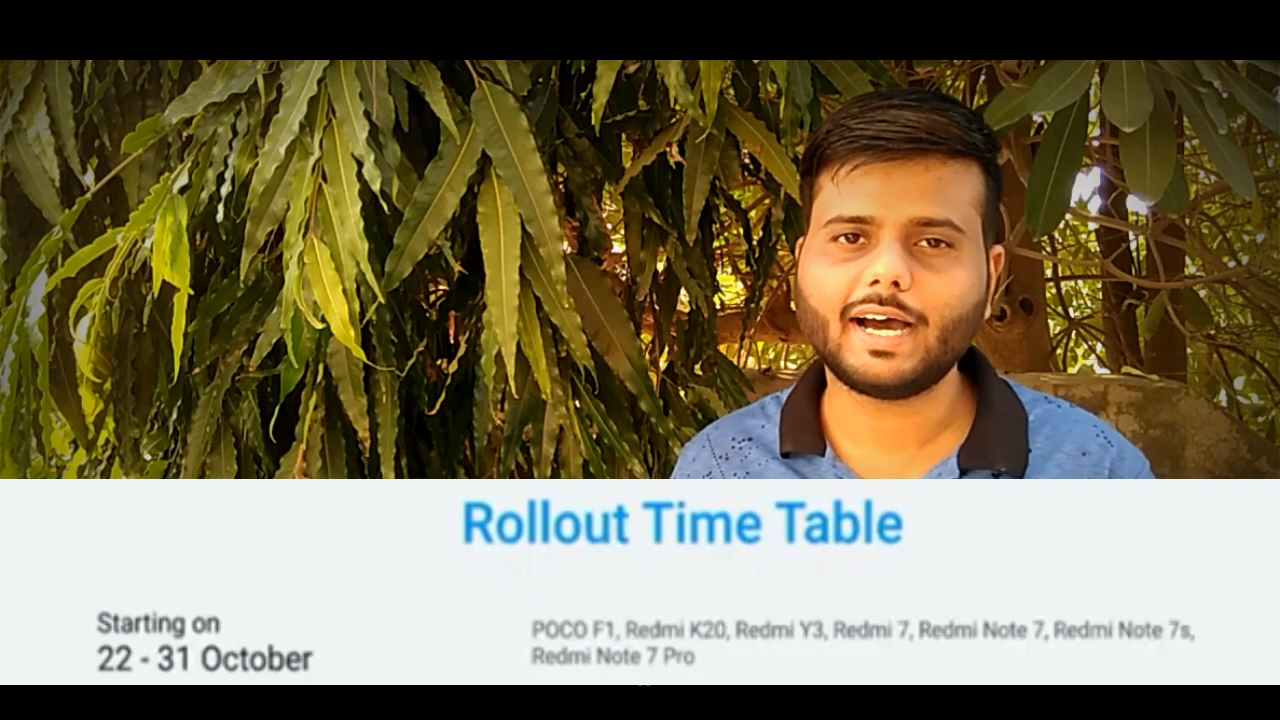 Rollout Time Table
Starting on
22 - 31 October
POCO F1, Redmi K20, Redmi Y3, Redmi 7, Redmi Note 7, Redmi Note 7s,
Redmi Note 7 Pro